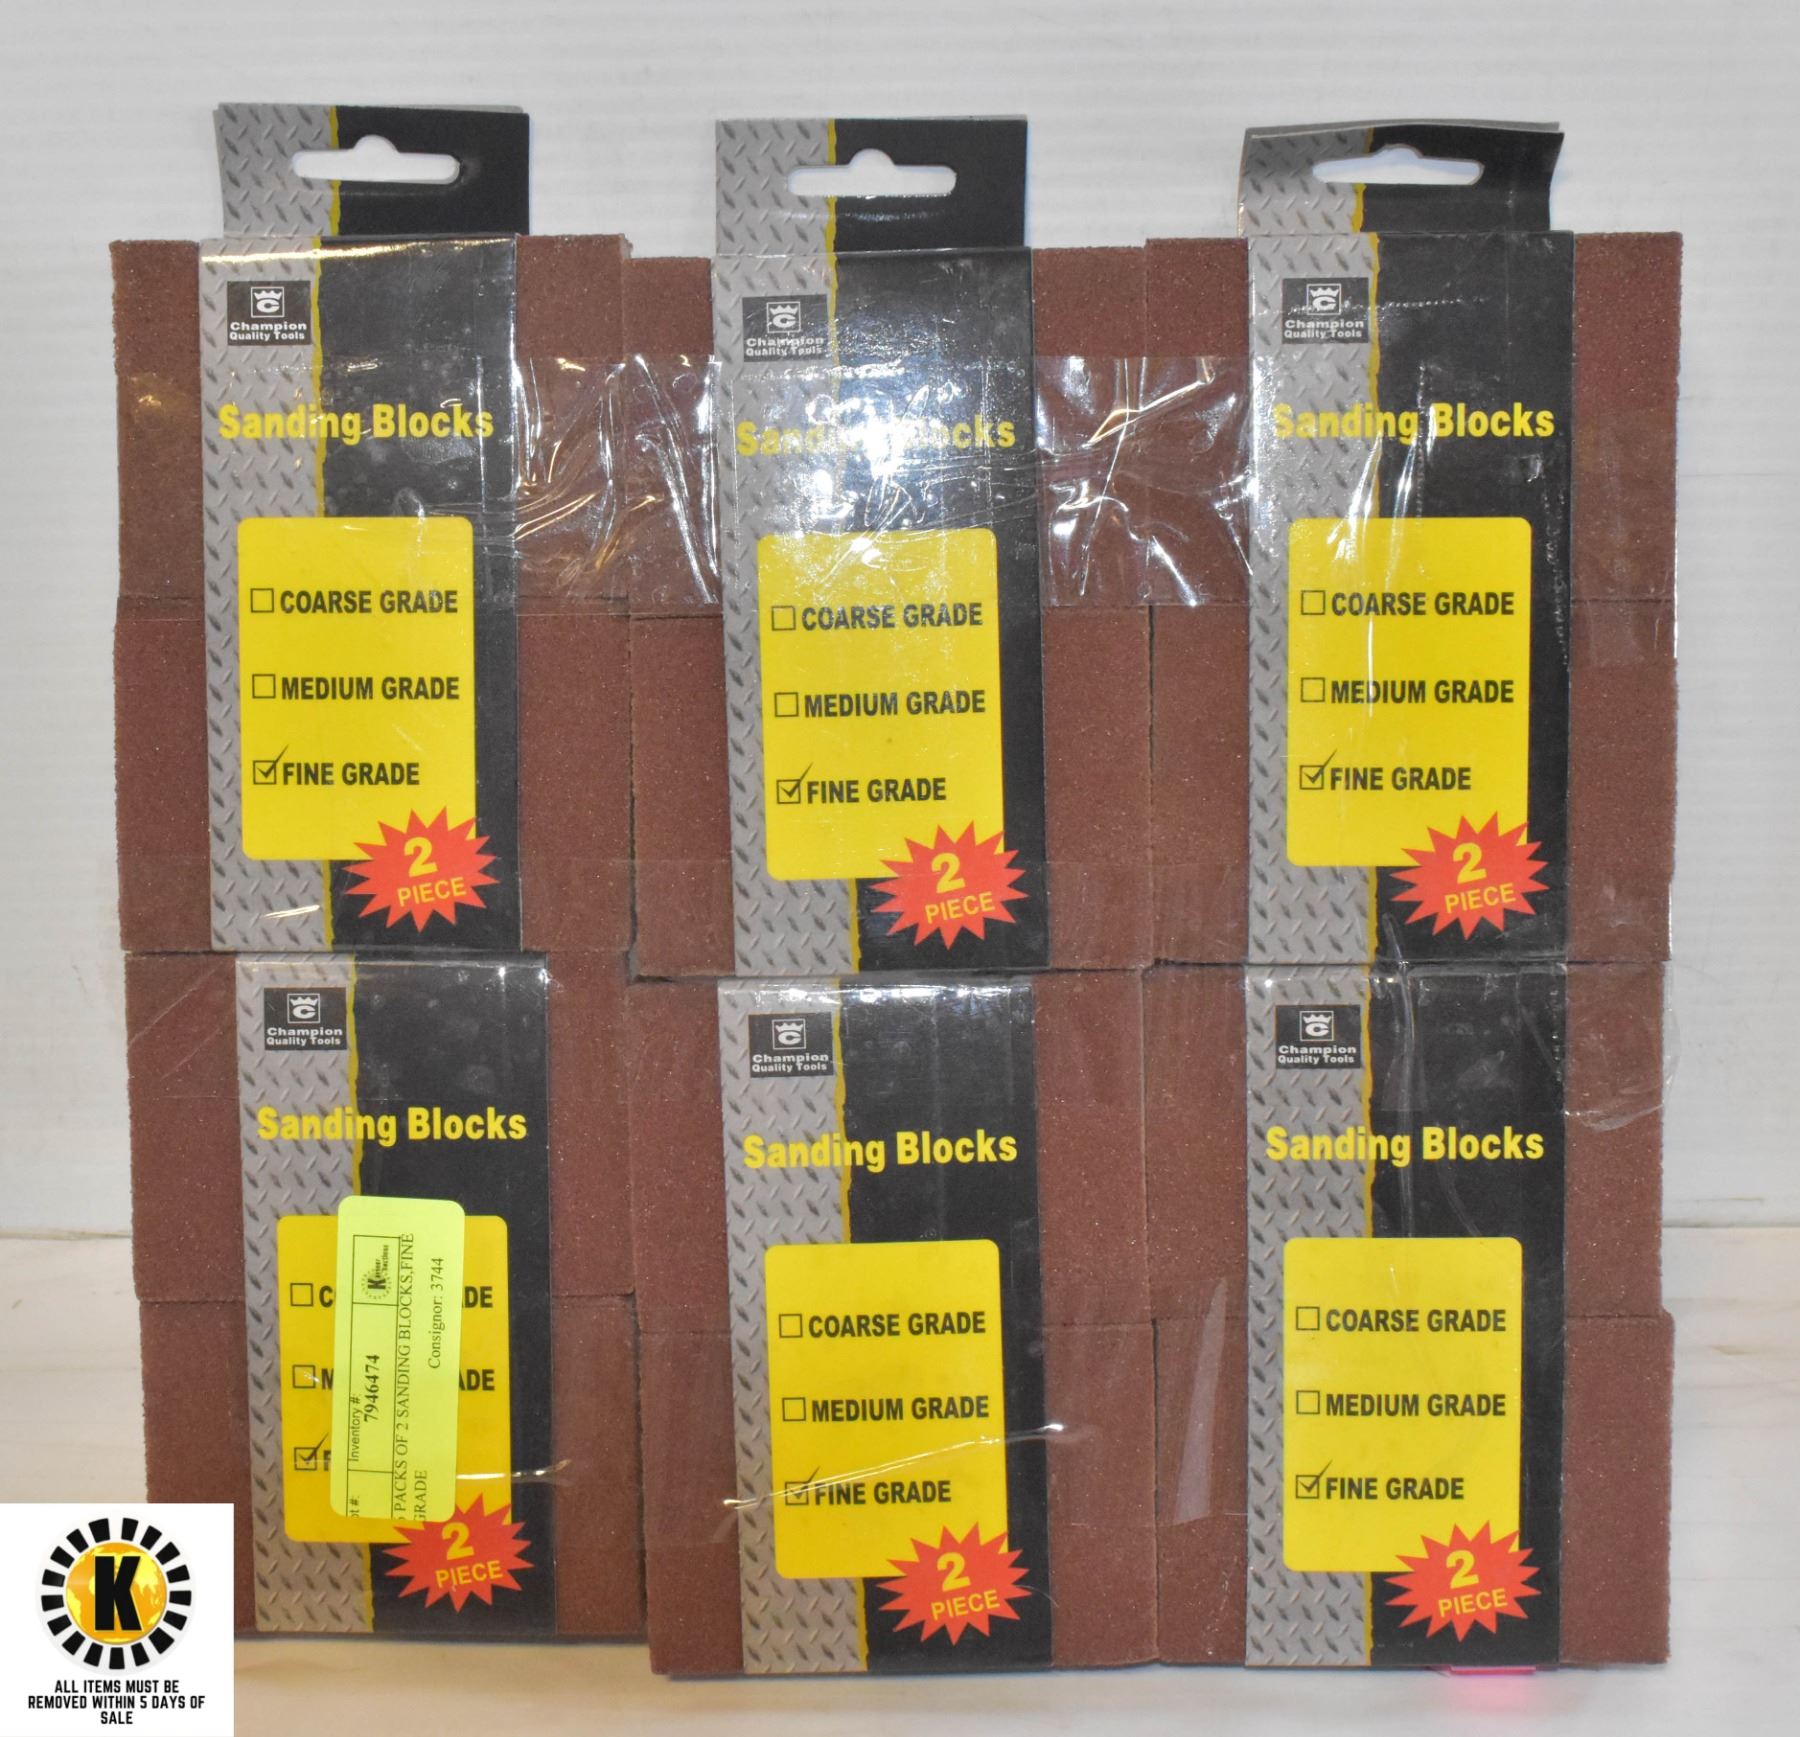 Champion
Quality Tools
Sanding Blocks
COARSE GRADE
MEDIUM GRADE
FINE GRADE
2
PIECE
Champion
Quality Tools
Sanding Blocks
COARSE GRADE
MEDIUM GRADE
FINE GRADE
2
PIECE
Champion
Quality Tools
Sanding Blocks
COARSE GRADE
MEDIUM GRADE
FINE GRADE
2
PIECE
Champion
Quality Tools
Sanding Blocks
Inventory #:
7946474
PACKS OF 2 SANDING BLOCKS,FINE
GRADE
Consignor: 3744
2
PIECE
Champion
Quality Tools
Sanding Blocks
COARSE GRADE
MEDIUM GRADE
FINE GRADE
2
PIECE
Champion
Quality Tools
Sanding Blocks
COARSE GRADE
MEDIUM GRADE
FINE GRADE
2
PIECE
K
ALL ITEMS MUST BE
REMOVED WITHIN 5 DAYS OF
SALE